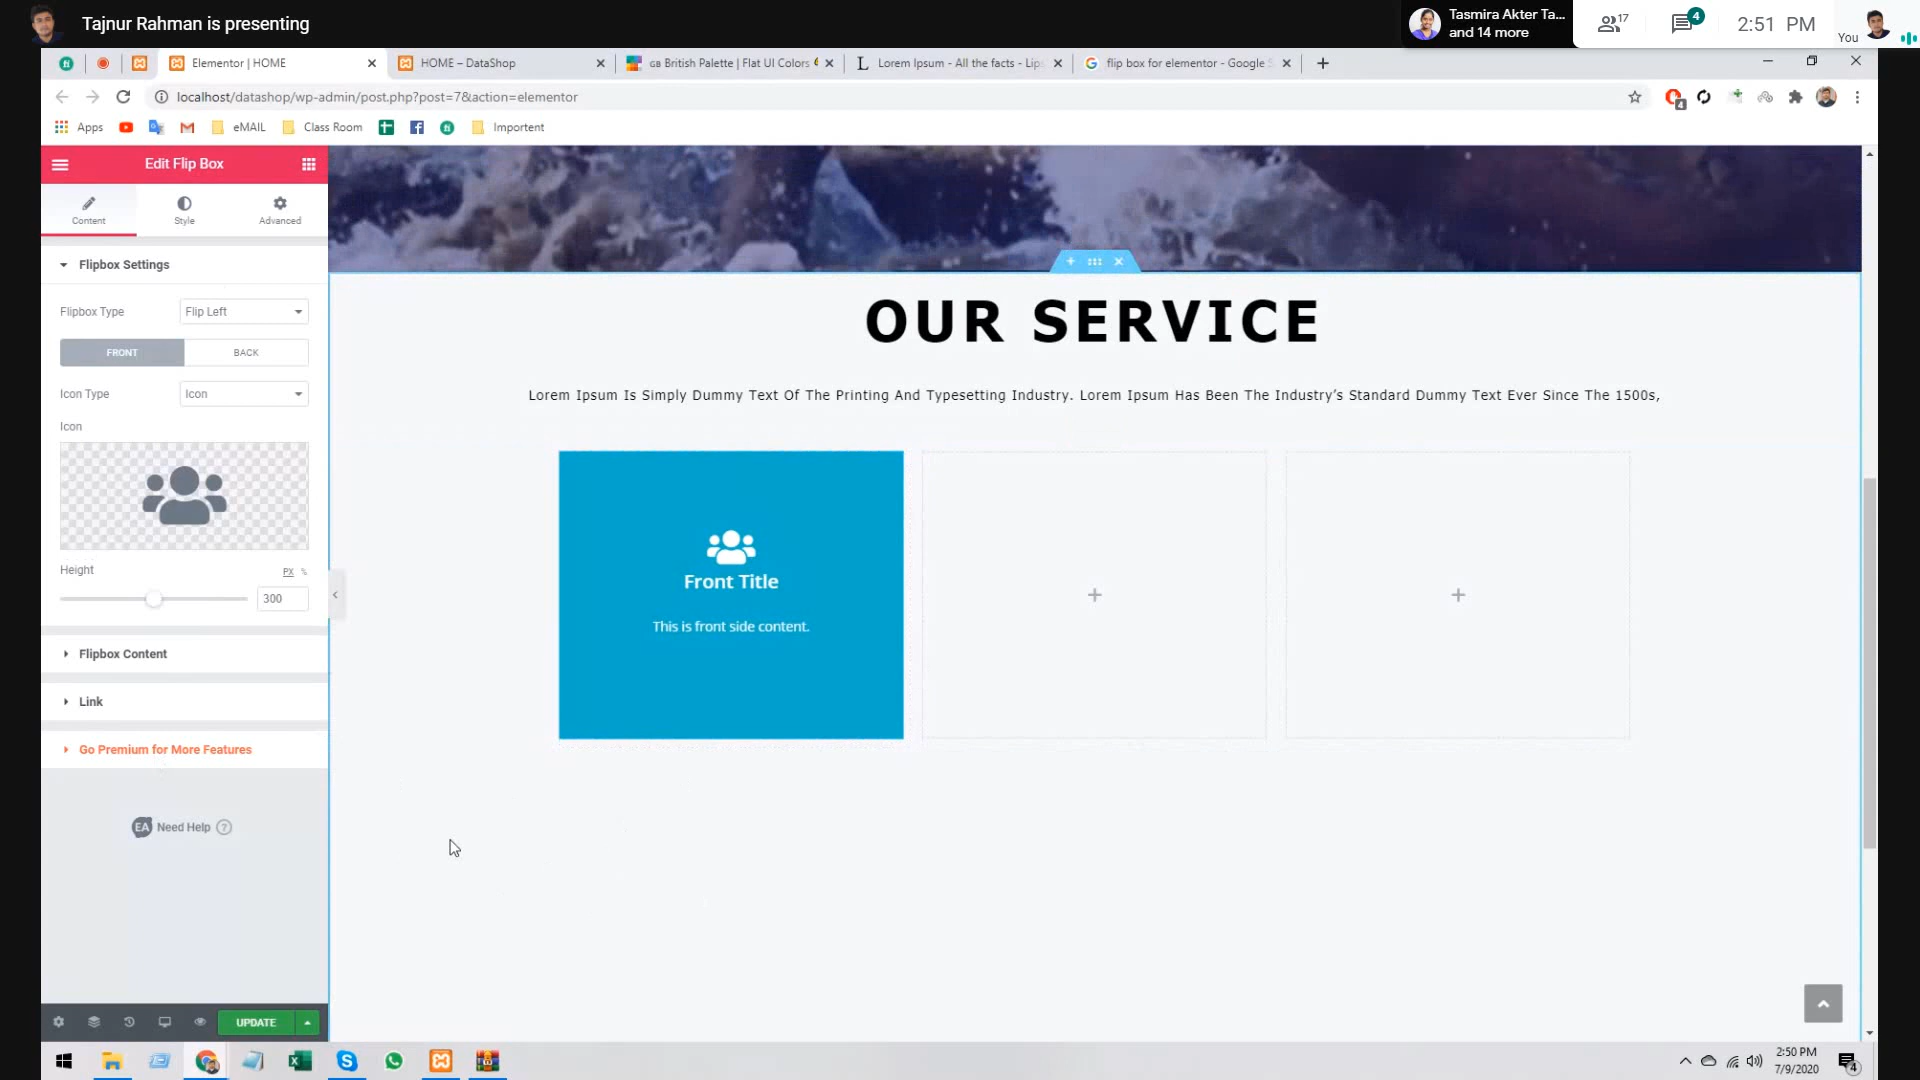 Tajnur Rahman is presenting
Tasmira Akter Ta...
and 14 more
17
4
2:51 PM
You
Elementor | HOME
HOME – DataShop
GB British Palette | Flat UI Colors
Lorem Ipsum - All the facts - Lip
flip box for elementor - Google S
localhost/datashop/wp-admin/post.php?post=7&action=elementor
4
Apps
eMAIL
Class Room
Importent
Edit Flip Box
Content
Style
Advanced
Flipbox Settings
Flipbox Type
Flip Left
FRONT
BACK
Icon Type
Icon
Icon
Height
PX %
300
Flipbox Content
Link
Go Premium for More Features
EA Need Help ?
UPDATE
OUR SERVICE
Lorem Ipsum Is Simply Dummy Text Of The Printing And Typesetting Industry. Lorem Ipsum Has Been The Industry's Standard Dummy Text Ever Since The 1500s,
Front Title
This is front side content.
2:50 PM
7/9/2020
4